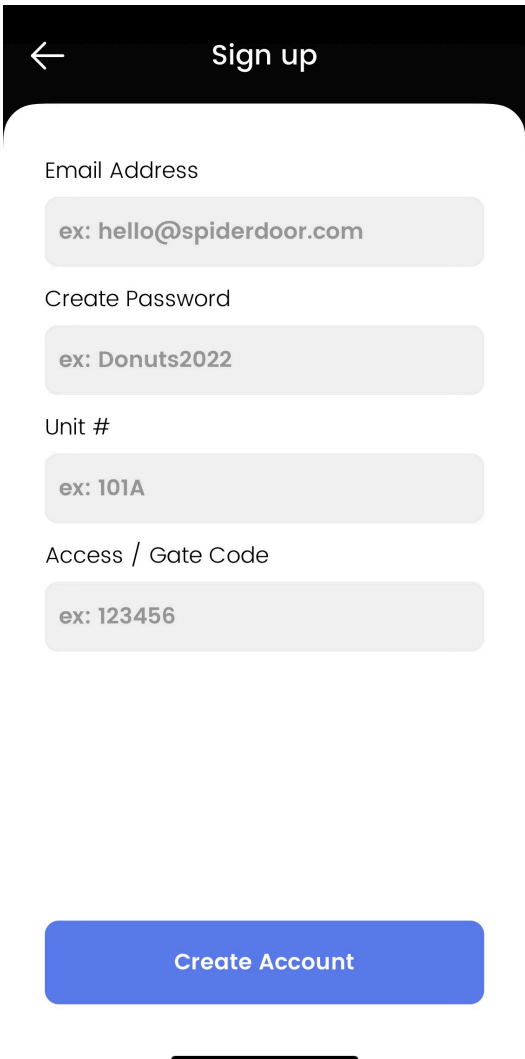 Sign up
Email Address
ex: hello@spiderdoor.com
Create Password
ex: Donuts2022
Unit #
ex: 101A
Access / Gate Code
ex: 123456
Create Account